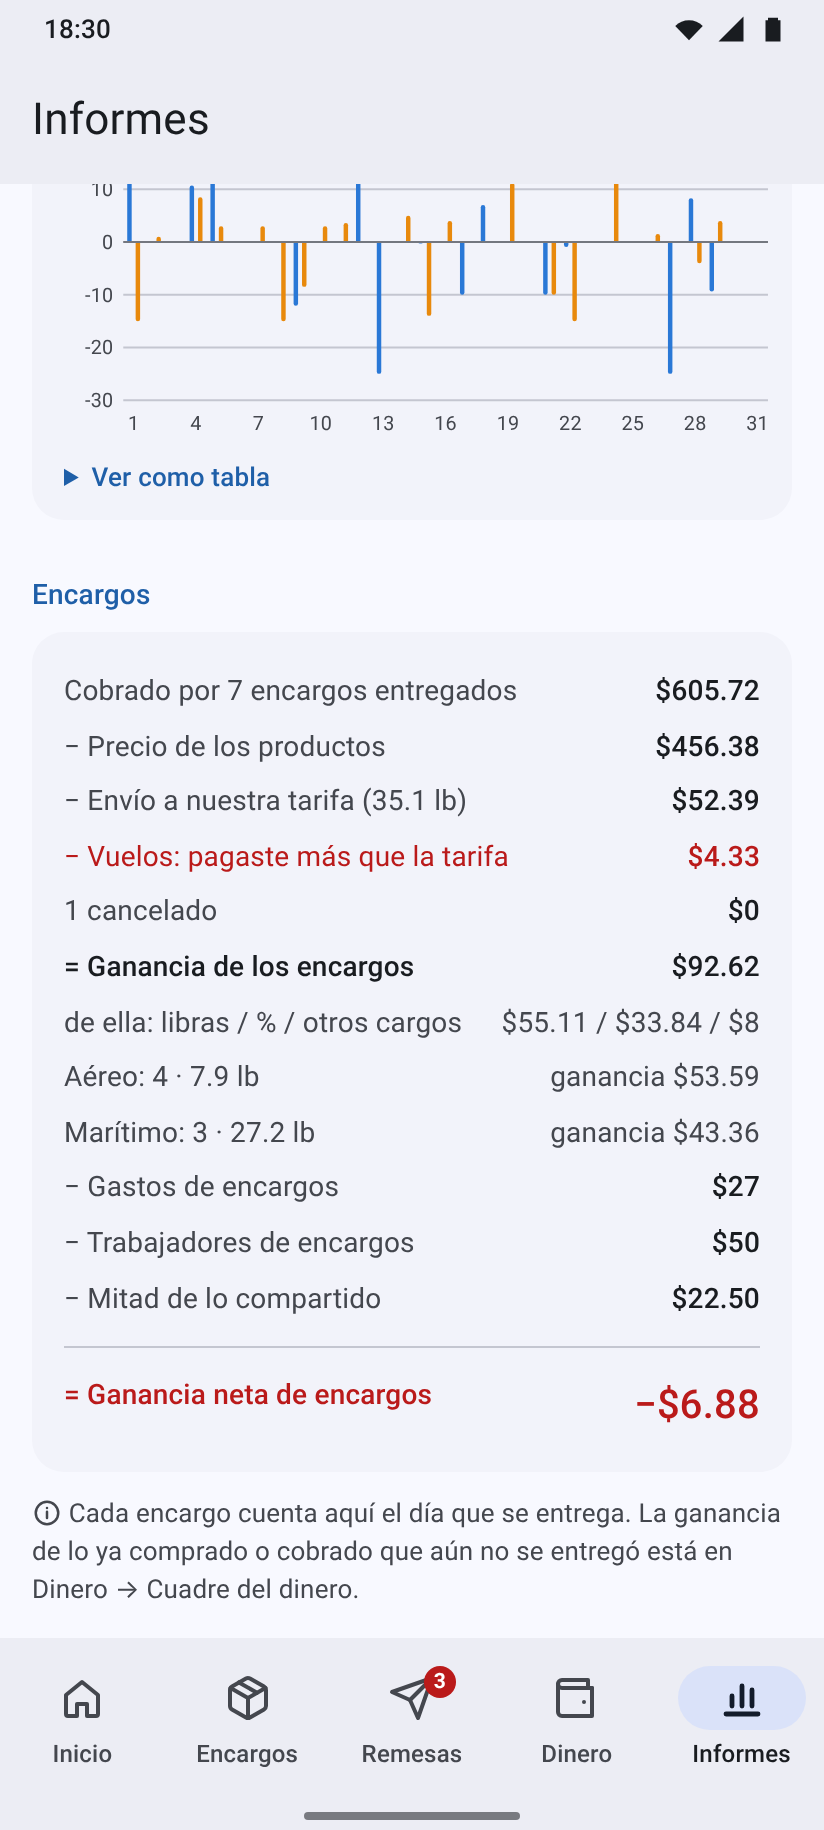 18:30
Informes
10
0
-10
-20
-30
1 4 7 10 13 16 19 22 25 28 31
Ver como tabla
Encargos
Cobrado por 7 encargos entregados $605.72
− Precio de los productos $456.38
− Envío a nuestra tarifa (35.1 lb) $52.39
− Vuelos: pagaste más que la tarifa $4.33
1 cancelado $0
= Ganancia de los encargos $92.62
de ella: libras / % / otros cargos $55.11 / $33.84 / $8
Aéreo: 4 · 7.9 lb ganancia $53.59
Marítimo: 3 · 27.2 lb ganancia $43.36
− Gastos de encargos $27
− Trabajadores de encargos $50
− Mitad de lo compartido $22.50
= Ganancia neta de encargos −$6.88
Cada encargo cuenta aquí el día que se entrega. La ganancia
de lo ya comprado o cobrado que aún no se entregó está en
Dinero → Cuadre del dinero.
3
Inicio Encargos Remesas Dinero Informes